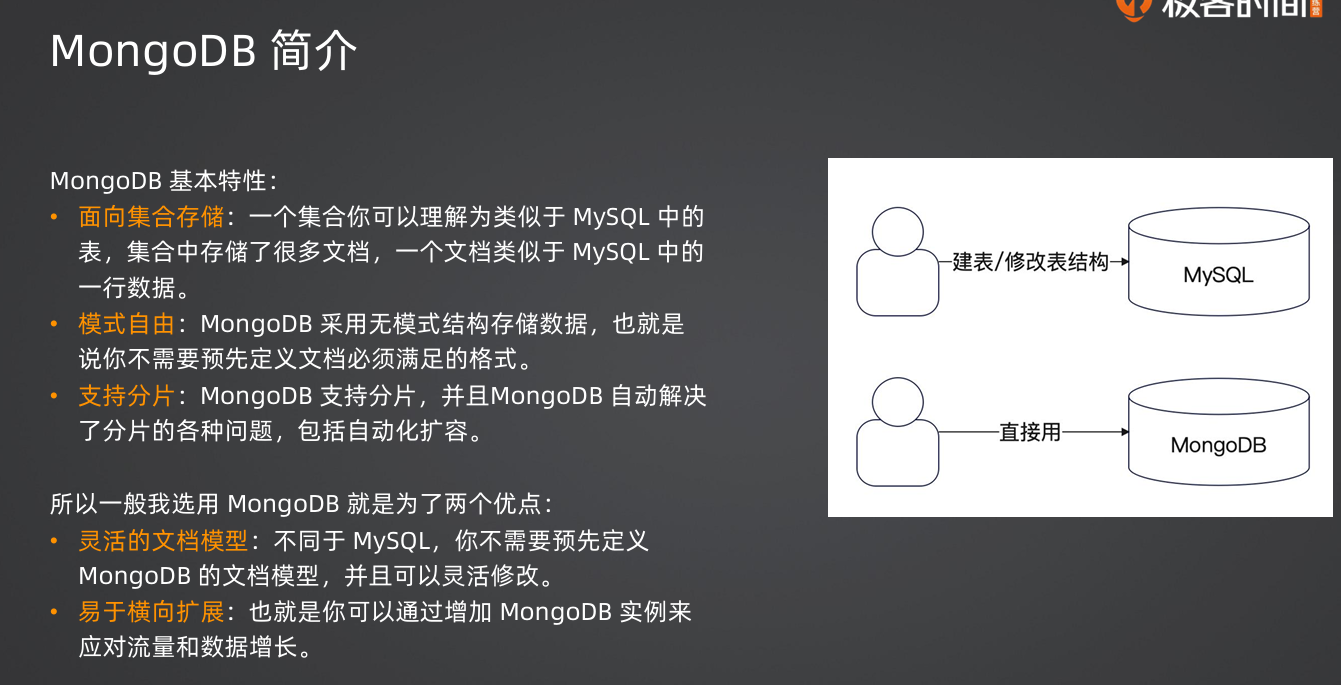 极客时间
MongoDB 简介
MongoDB 基本特性：
• 面向集合存储：一个集合你可以理解为类似于 MySQL 中的
表，集合中存储了很多文档，一个文档类似于 MySQL 中的
一行数据。
• 模式自由：MongoDB 采用无模式结构存储数据，也就是
说你不需要预先定义文档必须满足的格式。
• 支持分片：MongoDB 支持分片，并且MongoDB 自动解决
了分片的各种问题，包括自动化扩容。
所以一般我选用 MongoDB 就是为了两个优点：
• 灵活的文档模型：不同于 MySQL，你不需要预先定义
MongoDB 的文档模型，并且可以灵活修改。
• 易于横向扩展：也就是你可以通过增加 MongoDB 实例来
应对流量和数据增长。
建表/修改表结构
MySQL
直接用
MongoDB